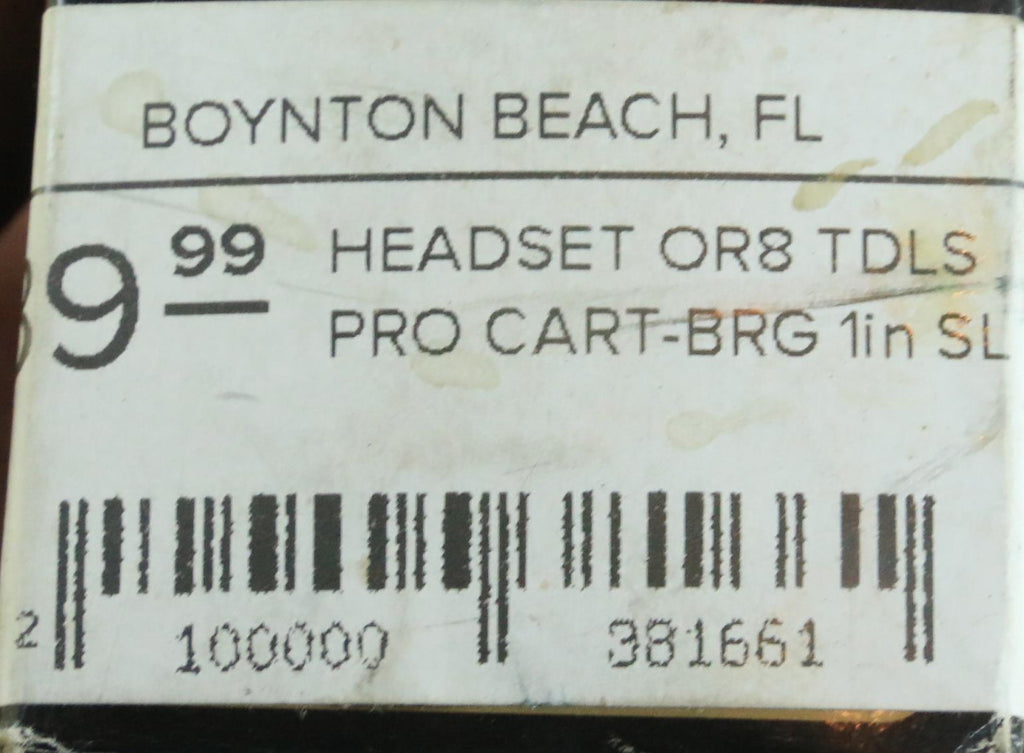 BOYNTON BEACH, FL
9.99 HEADSET OR8 TDLS
PRO CART-BRG 1in SL
2 100000 381661